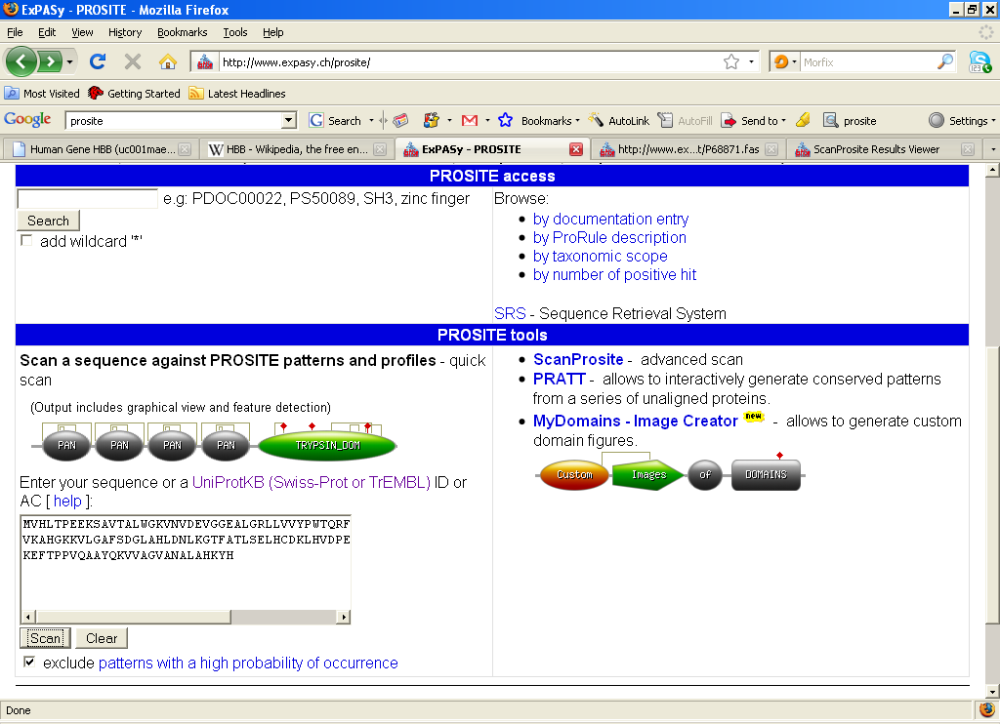 ExPASy - PROSITE - Mozilla Firefox
File Edit View History Bookmarks Tools Help
http://www.expasy.ch/prosite/
Morfix
Most Visited Getting Started Latest Headlines
Google prosite Search Bookmarks AutoLink AutoFill Send to prosite Settings
Human Gene HBB (uc001mae... HBB - Wikipedia, the free en... ExPASy - PROSITE http://www.ex...t/P68871.fas ScanProsite Results Viewer
PROSITE access
e.g: PDOC00022, PS50089, SH3, zinc finger
Search
add wildcard '*'
Browse:
by documentation entry
by ProRule description
by taxonomic scope
by number of positive hit
SRS - Sequence Retrieval System
PROSITE tools
Scan a sequence against PROSITE patterns and profiles - quick
scan
(Output includes graphical view and feature detection)
PAN PAN PAN PAN TRYPSIN_DOM
Enter your sequence or a UniProtKB (Swiss-Prot or TrEMBL) ID or
AC [ help ]:
MVHLTPEEKSAVTALWGKVNVDEVGGEALGRLLVVYPWTQRF
VKAHGKKVLGAFSDGLAHLDNLKGTFATLSELHCDKLHVDPE
KEFTPPVQAAYQKVVAGVANALAHKYH
Scan Clear
exclude patterns with a high probability of occurrence
ScanProsite - advanced scan
PRATT - allows to interactively generate conserved patterns
from a series of unaligned proteins.
MyDomains - Image Creator new - allows to generate custom
domain figures.
Custom Images of DOMAINS
Done